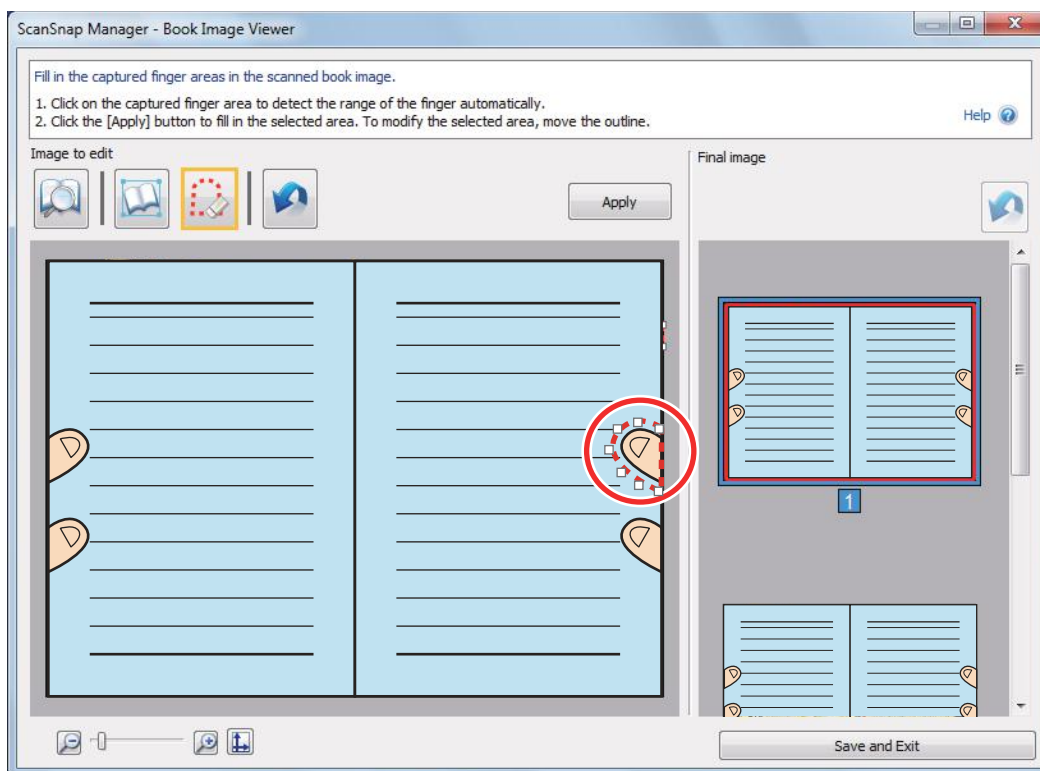 ScanSnap Manager - Book Image Viewer
Fill in the captured finger areas in the scanned book image.
1. Click on the captured finger area to detect the range of the finger automatically.
2. Click the [Apply] button to fill in the selected area. To modify the selected area, move the outline.
Help
Image to edit
Final image
Apply
1
Save and Exit